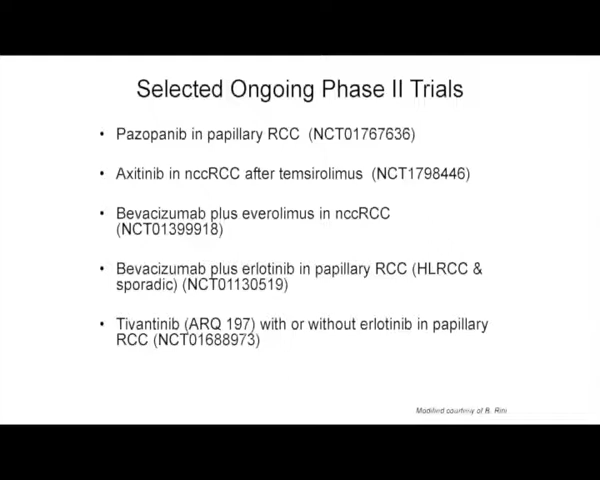 Selected Ongoing Phase II Trials
• Pazopanib in papillary RCC (NCT01767636)
• Axitinib in nccRCC after temsirolimus (NCT1798446)
• Bevacizumab plus everolimus in nccRCC
(NCT01399918)
• Bevacizumab plus erlotinib in papillary RCC (HLRCC &
sporadic) (NCT01130519)
• Tivantinib (ARQ 197) with or without erlotinib in papillary
RCC (NCT01688973)
Modified courtesy of B. Rini